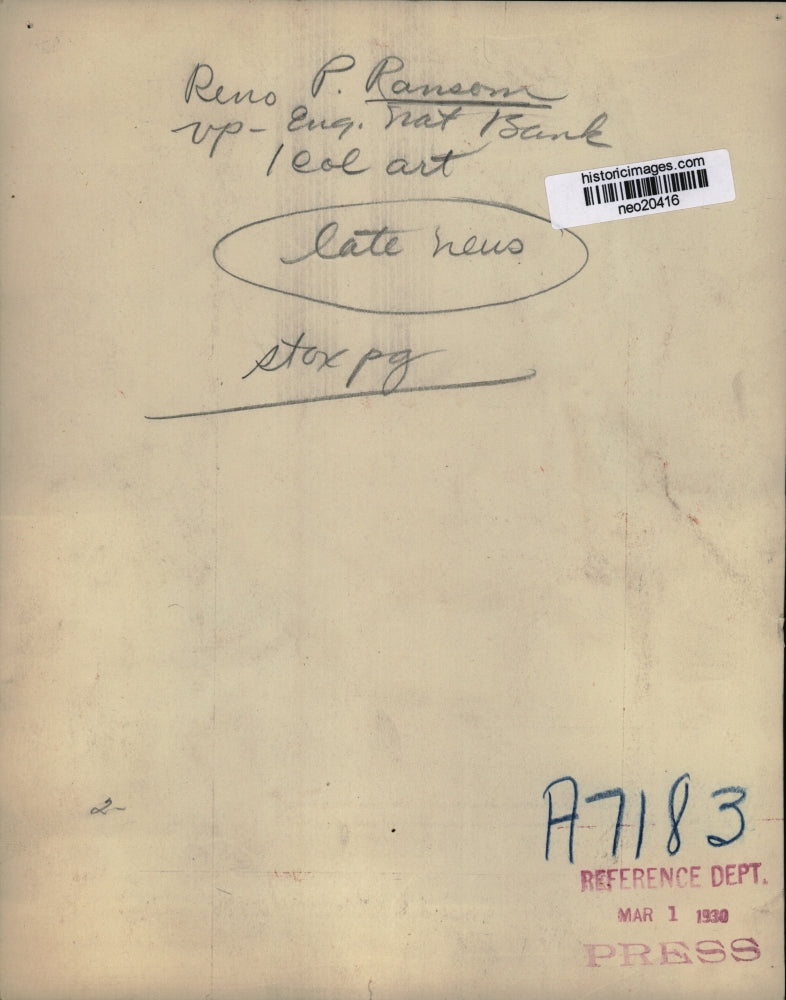 Reno P. Ransom
vp - Eng. Nat Bank
1 col art
historicimages.com
neo20416
late news
stox pg
2-
A7183
REFERENCE DEPT.
MAR 1 1930
PRESS